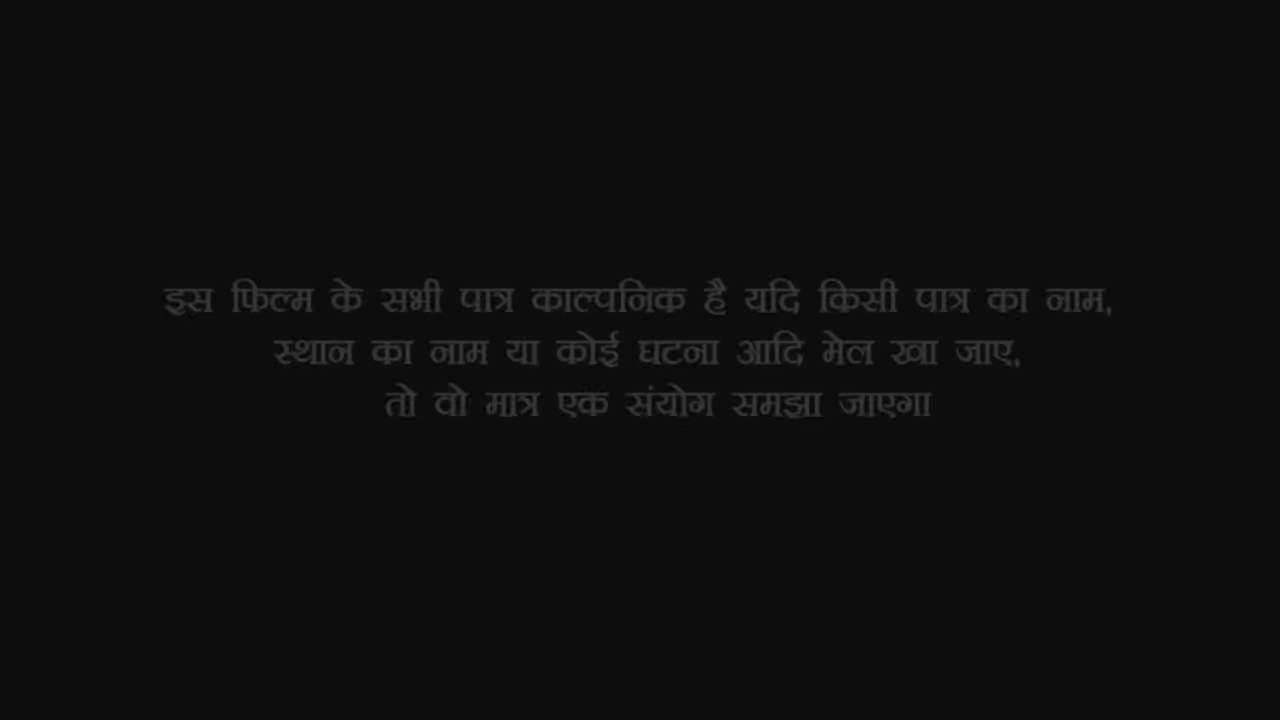 इस फिल्म के सभी पात्र काल्पनिक है यदि किसी पात्र का नाम,
स्थान का नाम या कोई घटना आदि मेल खा जाए,
तो वो मात्र एक संयोग समझा जाएगा